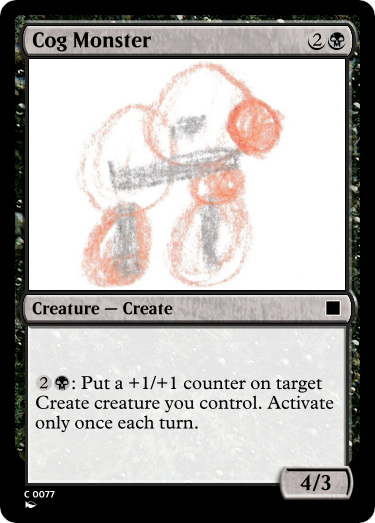 Cog Monster 2
Creature — Create
2 : Put a +1/+1 counter on target
Create creature you control. Activate
only once each turn.
4/3
C 0077